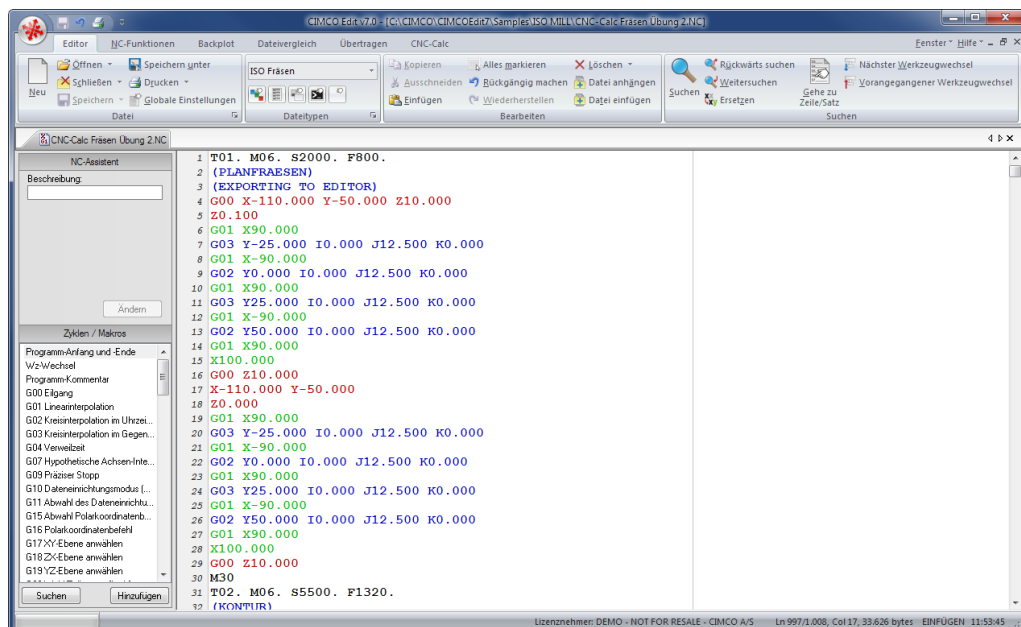 CIMCO Edit v7.0 - [C:\CIMCO\CIMCOEdit7\Samples\ISO MILL\CNC-Calc Fräsen Übung 2.NC]
Editor NC-Funktionen Backplot Dateivergleich Übertragen CNC-Calc Fenster Hilfe
Neu
Öffnen
Schließen
Speichern
Speichern unter
Drucken
Globale Einstellungen
Datei
ISO Fräsen
Dateitypen
Kopieren
Ausschneiden
Einfügen
Alles markieren
Rückgängig machen
Wiederherstellen
Löschen
Datei anhängen
Datei einfügen
Bearbeiten
Suchen
Rückwärts suchen
Weitersuchen
Ersetzen
Gehe zu
Zeile/Satz
Nächster Werkzeugwechsel
Vorangegangener Werkzeugwechsel
Suchen
CNC-Calc Fräsen Übung 2.NC
NC-Assistent
Beschreibung:
Ändern
Zyklen / Makros
Programm-Anfang und -Ende
Wz-Wechsel
Programm-Kommentar
G00 Eilgang
G01 Linearinterpolation
G02 Kreisinterpolation im Uhrzei...
G03 Kreisinterpolation im Gegen...
G04 Verweilzeit
G07 Hypothetische Achsen-Inte...
G09 Präziser Stopp
G10 Dateneinrichtungsmodus (...
G11 Abwahl des Dateneinrichtu...
G15 Abwahl Polarkoordinatenb...
G16 Polarkoordinatenbefehl
G17 XY-Ebene anwählen
G18 ZX-Ebene anwählen
G19 YZ-Ebene anwählen
Suchen Hinzufügen
1 T01. M06. S2000. F800.
2 (PLANFRAESEN)
3 (EXPORTING TO EDITOR)
4 G00 X-110.000 Y-50.000 Z10.000
5 Z0.100
6 G01 X90.000
7 G03 Y-25.000 I0.000 J12.500 K0.000
8 G01 X-90.000
9 G02 Y0.000 I0.000 J12.500 K0.000
10 G01 X90.000
11 G03 Y25.000 I0.000 J12.500 K0.000
12 G01 X-90.000
13 G02 Y50.000 I0.000 J12.500 K0.000
14 G01 X90.000
15 X100.000
16 G00 Z10.000
17 X-110.000 Y-50.000
18 Z0.000
19 G01 X90.000
20 G03 Y-25.000 I0.000 J12.500 K0.000
21 G01 X-90.000
22 G02 Y0.000 I0.000 J12.500 K0.000
23 G01 X90.000
24 G03 Y25.000 I0.000 J12.500 K0.000
25 G01 X-90.000
26 G02 Y50.000 I0.000 J12.500 K0.000
27 G01 X90.000
28 X100.000
29 G00 Z10.000
30 M30
31 T02. M06. S5500. F1320.
32 (KONTUR)
Lizenznehmer: DEMO - NOT FOR RESALE - CIMCO A/S Ln 997/1.008, Col 17, 33.626 bytes EINFÜGEN 11:53:45